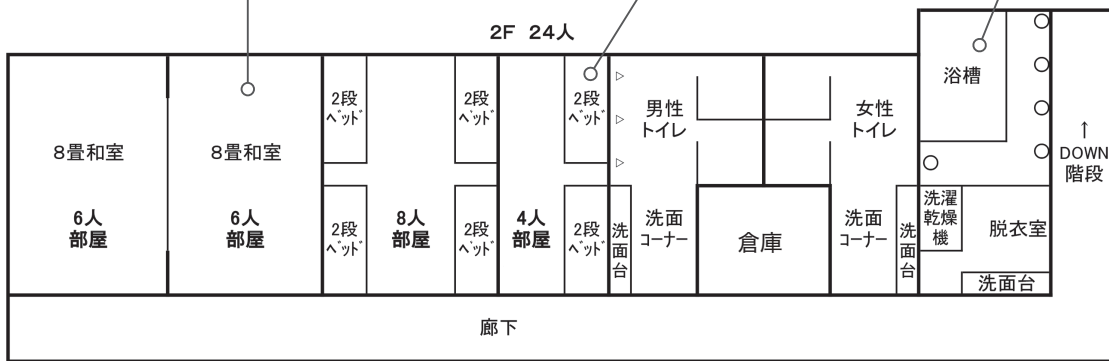 2F 24人
8畳和室
6人
部屋
8畳和室
6人
部屋
2段
ベッド
2段
ベッド
2段
ベッド
2段
ベッド
8人
部屋
4人
部屋
2段
ベッド
2段
ベッド
男性
トイレ
洗面
コーナー
洗面台
倉庫
女性
トイレ
洗面
コーナー
洗面台
浴槽
洗濯
乾燥
機
脱衣室
洗面台
↑
DOWN
階段
廊下